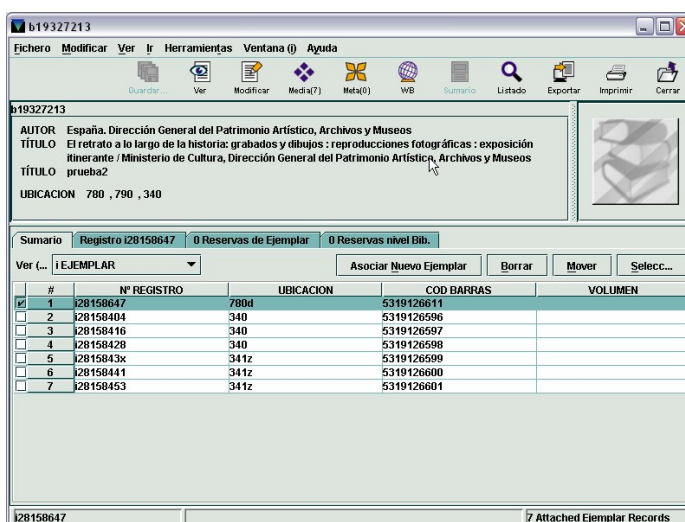 b19327213
Fichero Modificar Ver Ir Herramientas Ventana (i) Ayuda
Guardar... Ver Modificar Media(7) Meta(0) WB Sumario Listado Exportar Imprimir Cerrar
b19327213
AUTOR España. Dirección General del Patrimonio Artístico, Archivos y Museos
TÍTULO El retrato a lo largo de la historia: grabados y dibujos : reproducciones fotográficas : exposición
itinerante / Ministerio de Cultura, Dirección General del Patrimonio Artístico, Archivos y Museos
TÍTULO prueba2
UBICACION 780 , 790 , 340
Sumario Registro i28158647 0 Reservas de Ejemplar 0 Reservas nivel Bib.
Ver (... i EJEMPLAR Asociar Nuevo Ejemplar Borrar Mover Selecc...
# Nº REGISTRO UBICACION COD BARRAS VOLUMEN
1 i28158647 780d 5319126611
2 i28158404 340 5319126596
3 i28158416 340 5319126597
4 i28158428 340 5319126598
5 i2815843x 341z 5319126599
6 i28158441 341z 5319126600
7 i28158453 341z 5319126601
i28158647 7 Attached Ejemplar Records